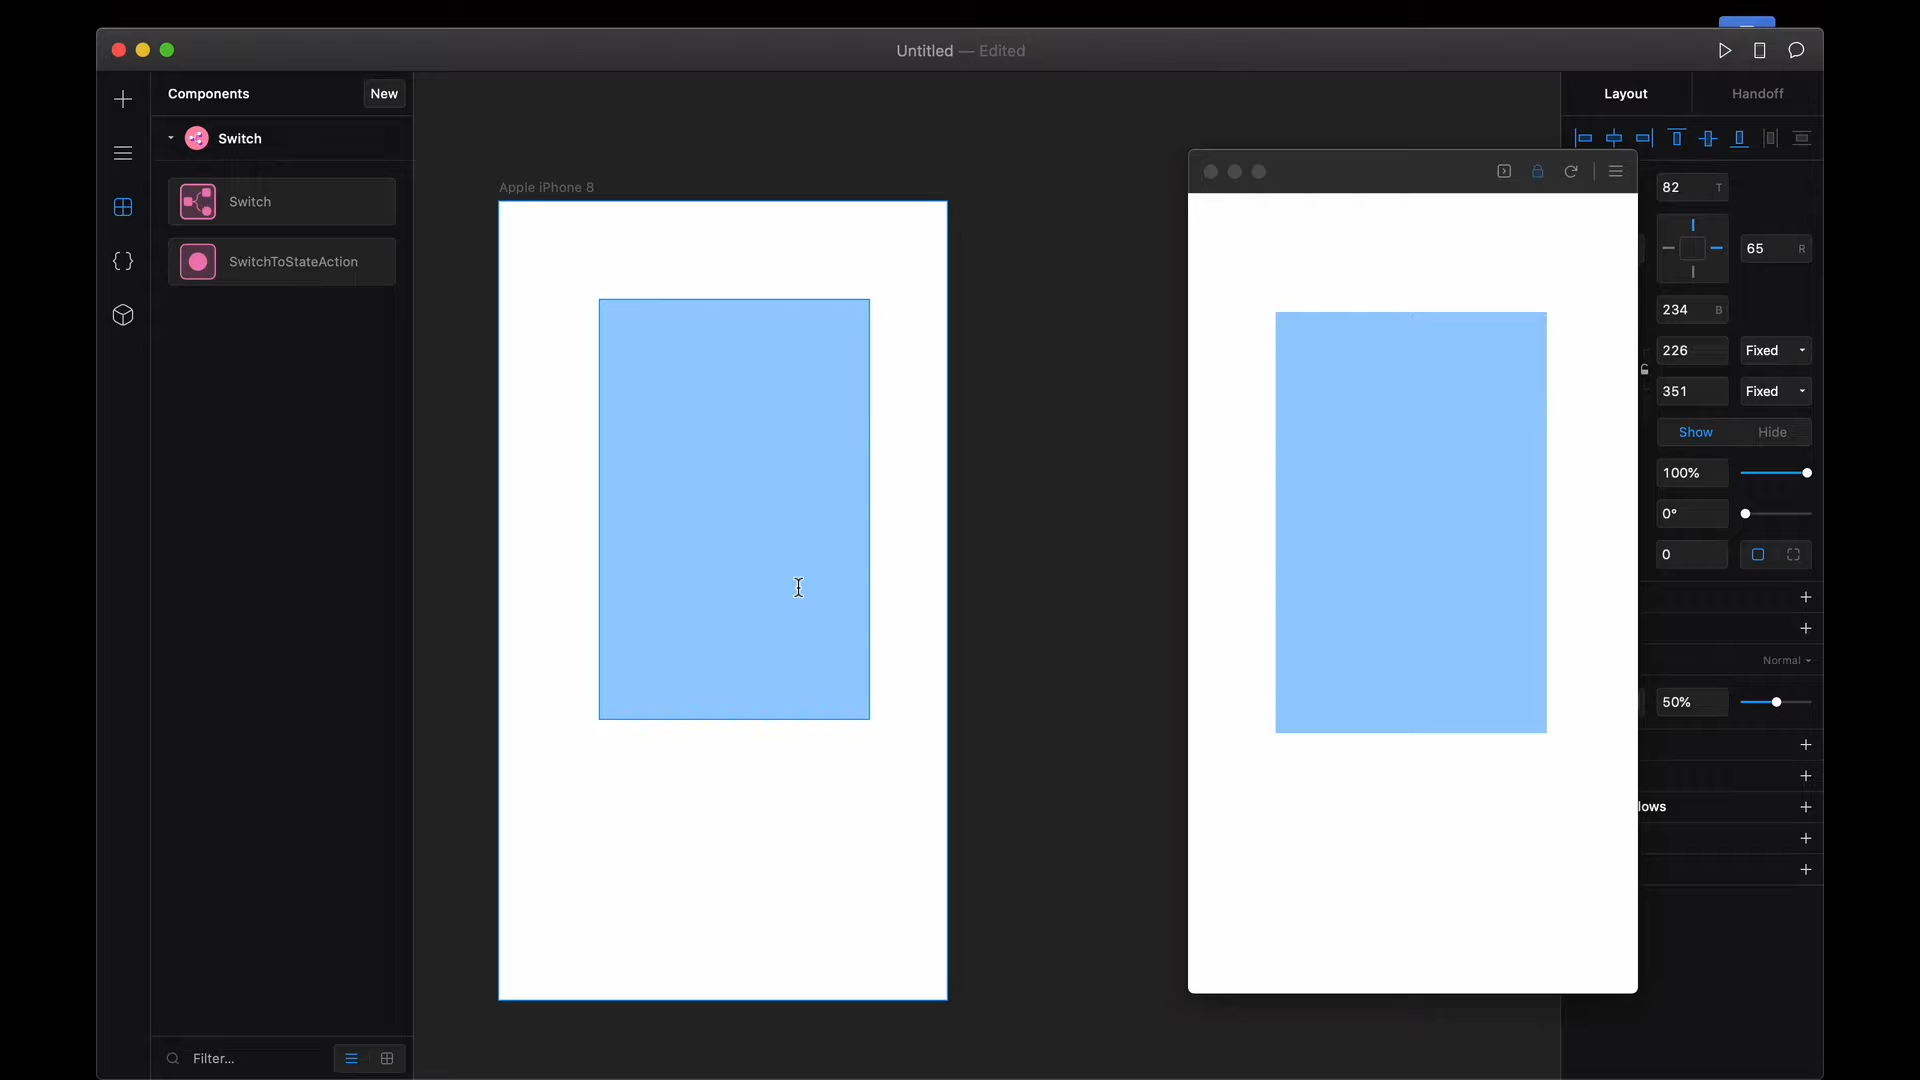 Untitled — Edited
Components
New
Layout
Handoff
Switch
Switch
SwitchToStateAction
Apple iPhone 8
82 T
65 R
234 B
226
Fixed
351
Fixed
Show
Hide
100%
0°
0
Normal
50%
lows
Filter...